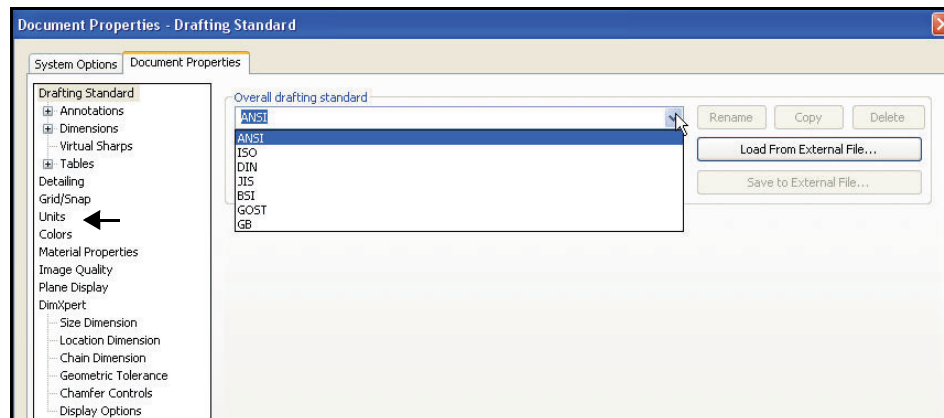 Document Properties - Drafting Standard
System Options
Document Properties
Drafting Standard
Annotations
Dimensions
Virtual Sharps
Tables
Detailing
Grid/Snap
Units
Colors
Material Properties
Image Quality
Plane Display
DimXpert
Size Dimension
Location Dimension
Chain Dimension
Geometric Tolerance
Chamfer Controls
Display Options
Overall drafting standard
ANSI
ANSI
ISO
DIN
JIS
BSI
GOST
GB
Rename
Copy
Delete
Load From External File...
Save to External File...